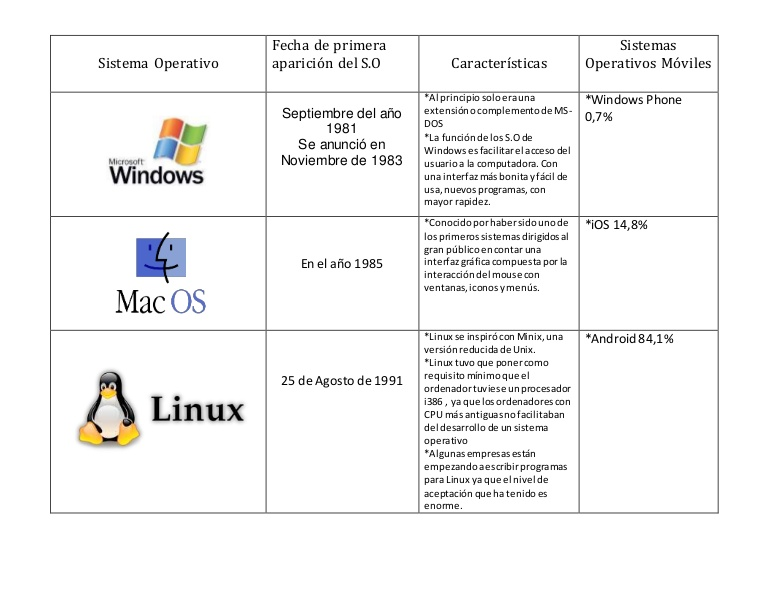 Sistema Operativo
Fecha de primera
aparición del S.O
Características
Sistemas
Operativos Móviles
Microsoft
Windows
Septiembre del año
1981
Se anunció en
Noviembre de 1983
*Al principio solo era una
extensión o complemento de MS-
DOS
*La función de los S.O de
Windows es facilitar el acceso del
usuario a la computadora. Con
una interfaz más bonita y fácil de
usa, nuevos programas, con
mayor rapidez.
*Windows Phone
0,7%
Mac OS
En el año 1985
*Conocido por haber sido uno de
los primeros sistemas dirigidos al
gran público en contar una
interfaz gráfica compuesta por la
interacción del mouse con
ventanas, iconos y menús.
*iOS 14,8%
Linux
25 de Agosto de 1991
*Linux se inspiró con Minix, una
versión reducida de Unix.
*Linux tuvo que poner como
requisito mínimo que el
ordenador tuviese un procesador
i386 , ya que los ordenadores con
CPU más antiguas no facilitaban
del desarrollo de un sistema
operativo
*Algunas empresas están
empezando a escribir programas
para Linux ya que el nivel de
aceptación que ha tenido es
enorme.
*Android 84,1%